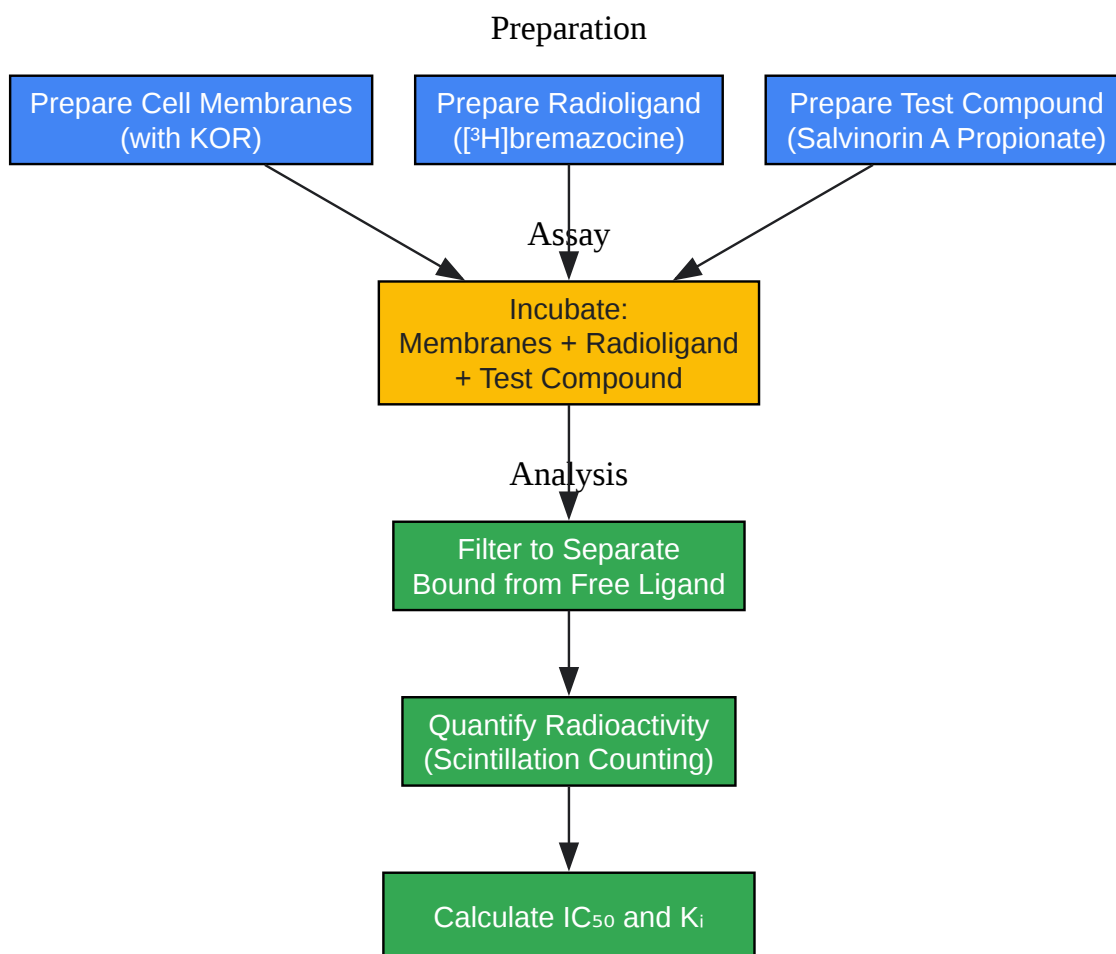 Preparation
Prepare Cell Membranes
(with KOR)
Prepare Radioligand
([³H]bremazocine)
Prepare Test Compound
(Salvinorin A Propionate)
Assay
Incubate:
Membranes + Radioligand
+ Test Compound
Analysis
Filter to Separate
Bound from Free Ligand
Quantify Radioactivity
(Scintillation Counting)
Calculate IC₅₀ and Kᵢ